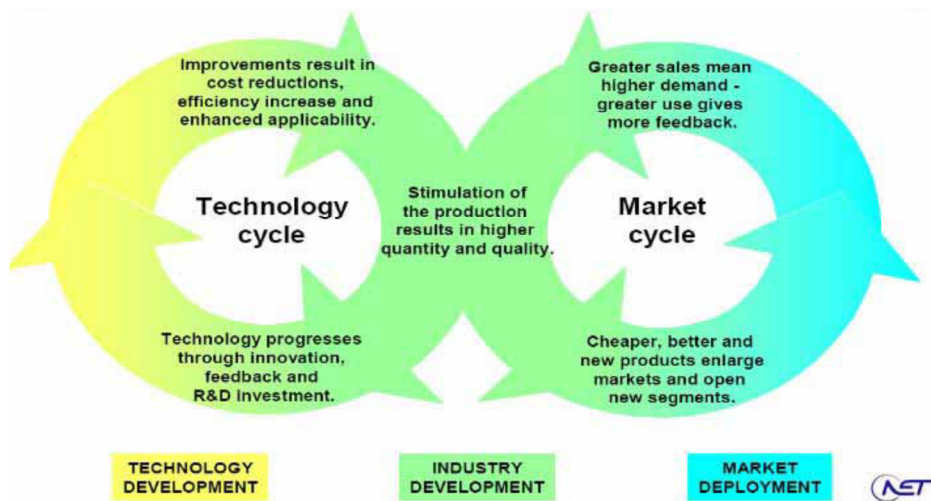 Improvements result in
cost reductions,
efficiency increase and
enhanced applicability.
Greater sales mean
higher demand -
greater use gives
more feedback.
Technology
cycle
Stimulation of
the production
results in higher
quantity and quality.
Market
cycle
Technology progresses
through innovation,
feedback and
R&D investment.
Cheaper, better and
new products enlarge
markets and open
new segments.
TECHNOLOGY
DEVELOPMENT
INDUSTRY
DEVELOPMENT
MARKET
DEPLOYMENT
NET